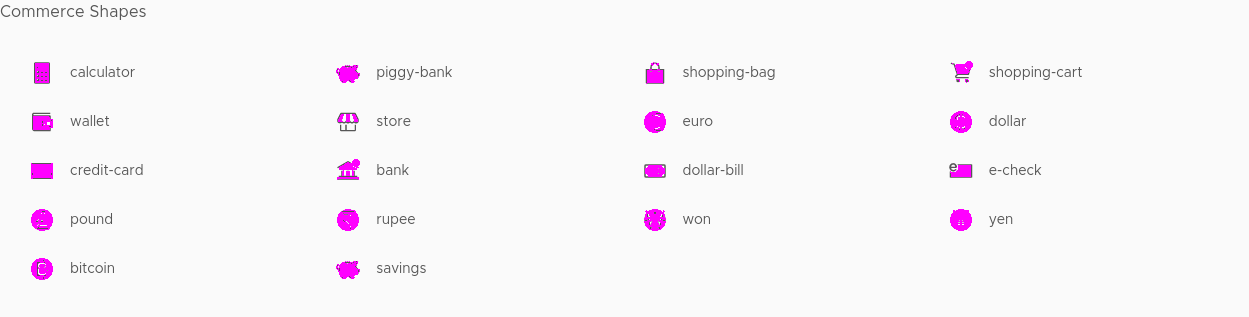 Commerce Shapes
calculator piggy-bank shopping-bag shopping-cart
wallet store euro dollar
credit-card bank dollar-bill e-check
pound rupee won yen
bitcoin savings